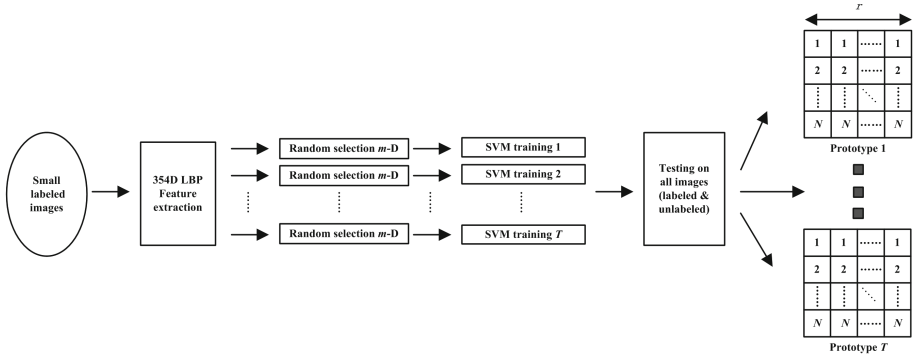 r
1 1 ...... 1
2 2 ...... 2
N N ...... N
Prototype 1
Small
labeled
images
354D LBP
Feature
extraction
Random selection m-D
SVM training 1
Random selection m-D
SVM training 2
Random selection m-D
SVM training T
Testing on
all images
(labeled &
unlabeled)
1 1 ...... 1
2 2 ...... 2
N N ...... N
Prototype T